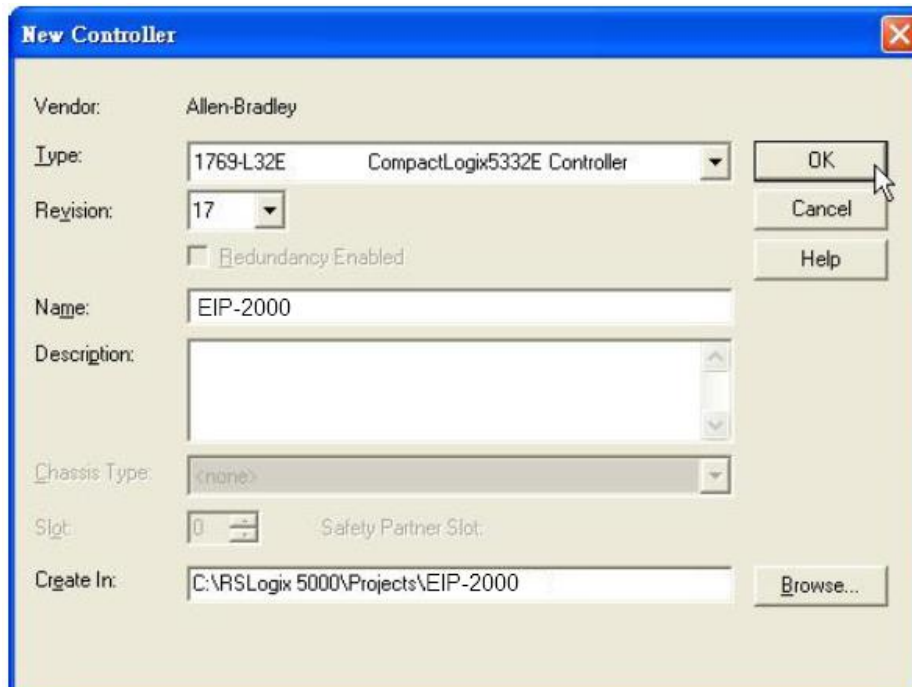 New Controller
Vendor: Allen-Bradley
Type: 1769-L32E CompactLogix5332E Controller OK
Revision: 17 Cancel
Redundancy Enabled Help
Name: EIP-2000
Description:
Chassis Type: <none>
Slot: 0 Safety Partner Slot:
Create In: C:\RSLogix 5000\Projects\EIP-2000 Browse...